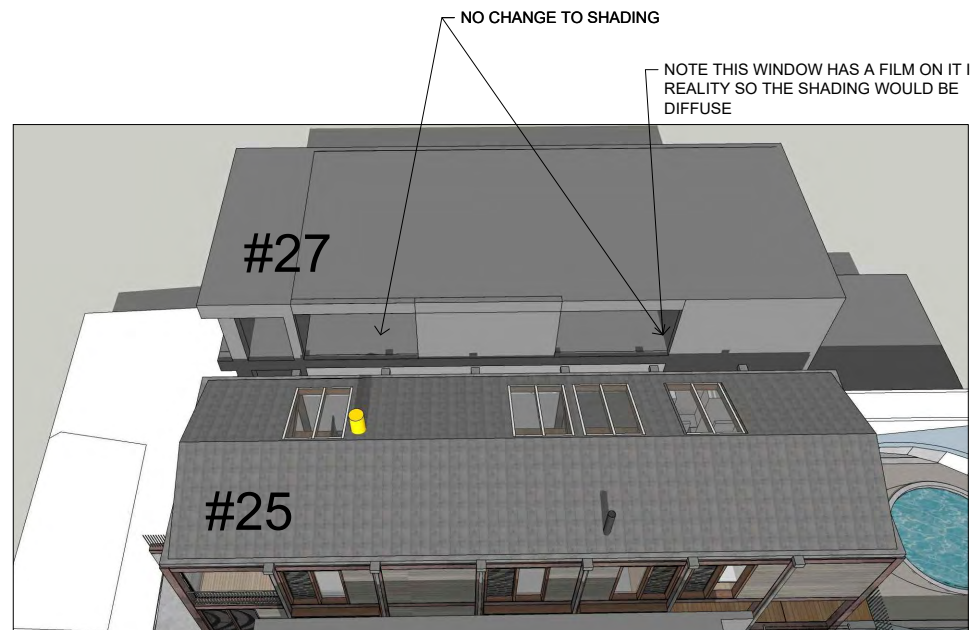 NO CHANGE TO SHADING
NOTE THIS WINDOW HAS A FILM ON IT I
REALITY SO THE SHADING WOULD BE
DIFFUSE
#27
#25